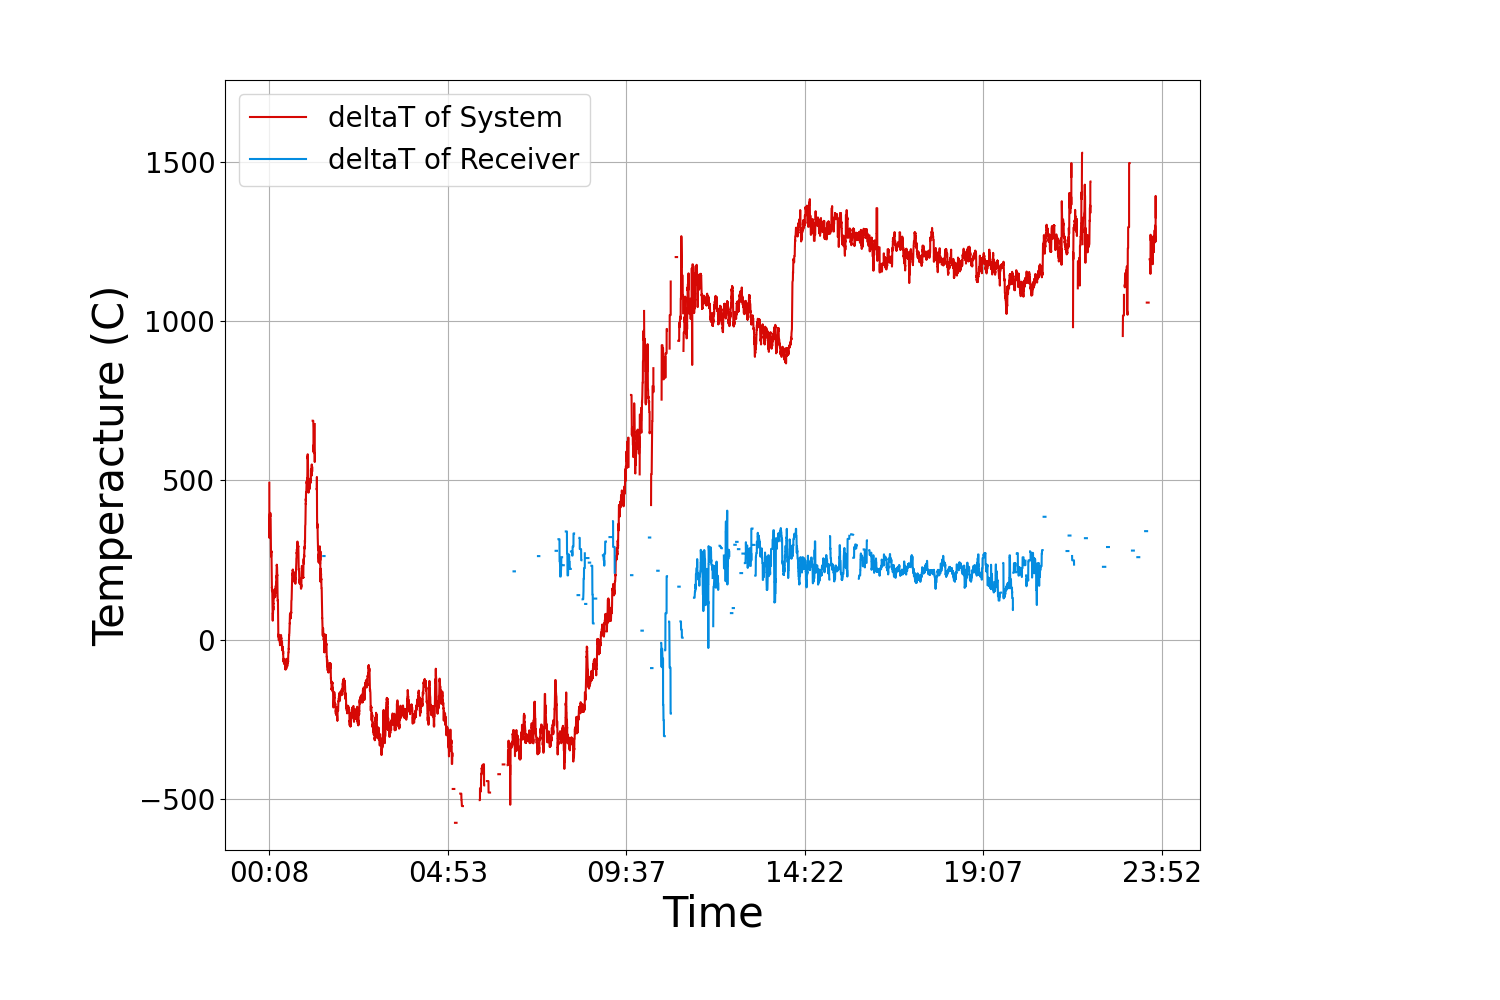 deltaT of System
deltaT of Receiver
1500
1000
500
0
−500
Temperacture (C)
00:08 04:53 09:37 14:22 19:07 23:52
Time